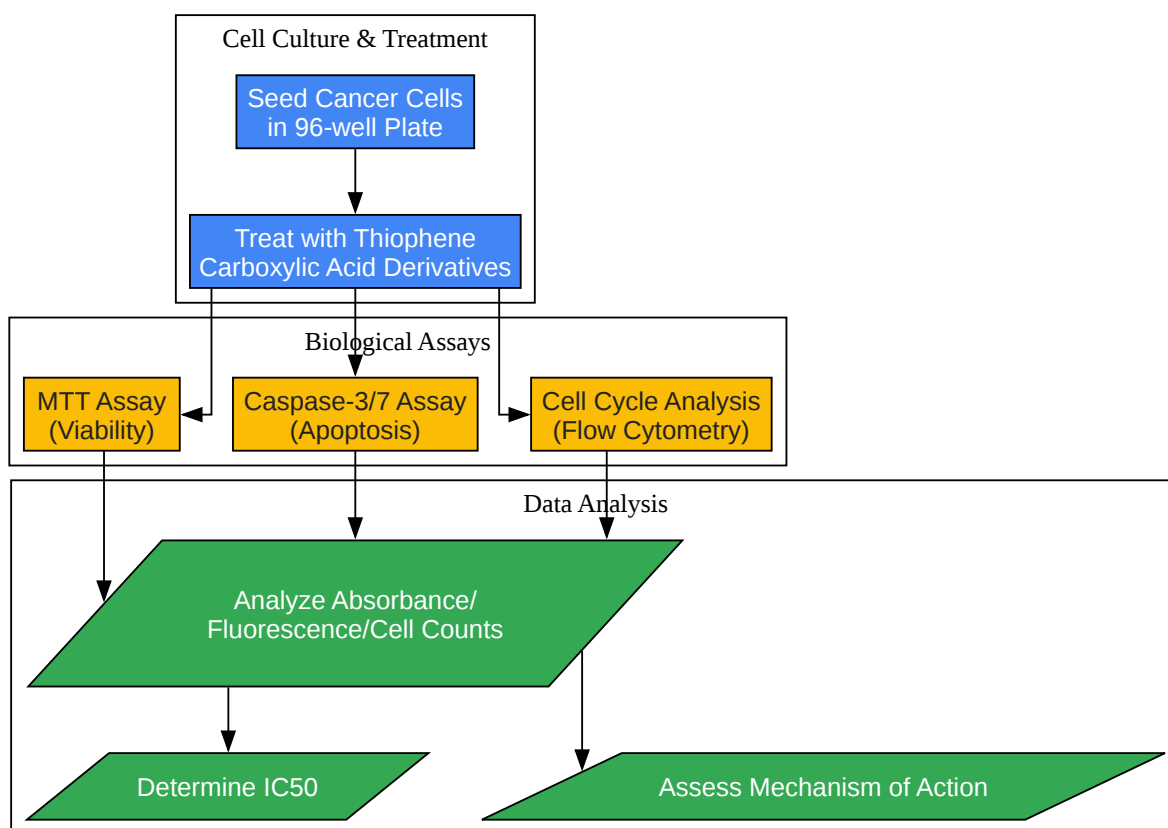 Cell Culture & Treatment
Seed Cancer Cells
in 96-well Plate
Treat with Thiophene
Carboxylic Acid Derivatives
Biological Assays
MTT Assay
(Viability)
Caspase-3/7 Assay
(Apoptosis)
Cell Cycle Analysis
(Flow Cytometry)
Data Analysis
Analyze Absorbance/
Fluorescence/Cell Counts
Determine IC50
Assess Mechanism of Action